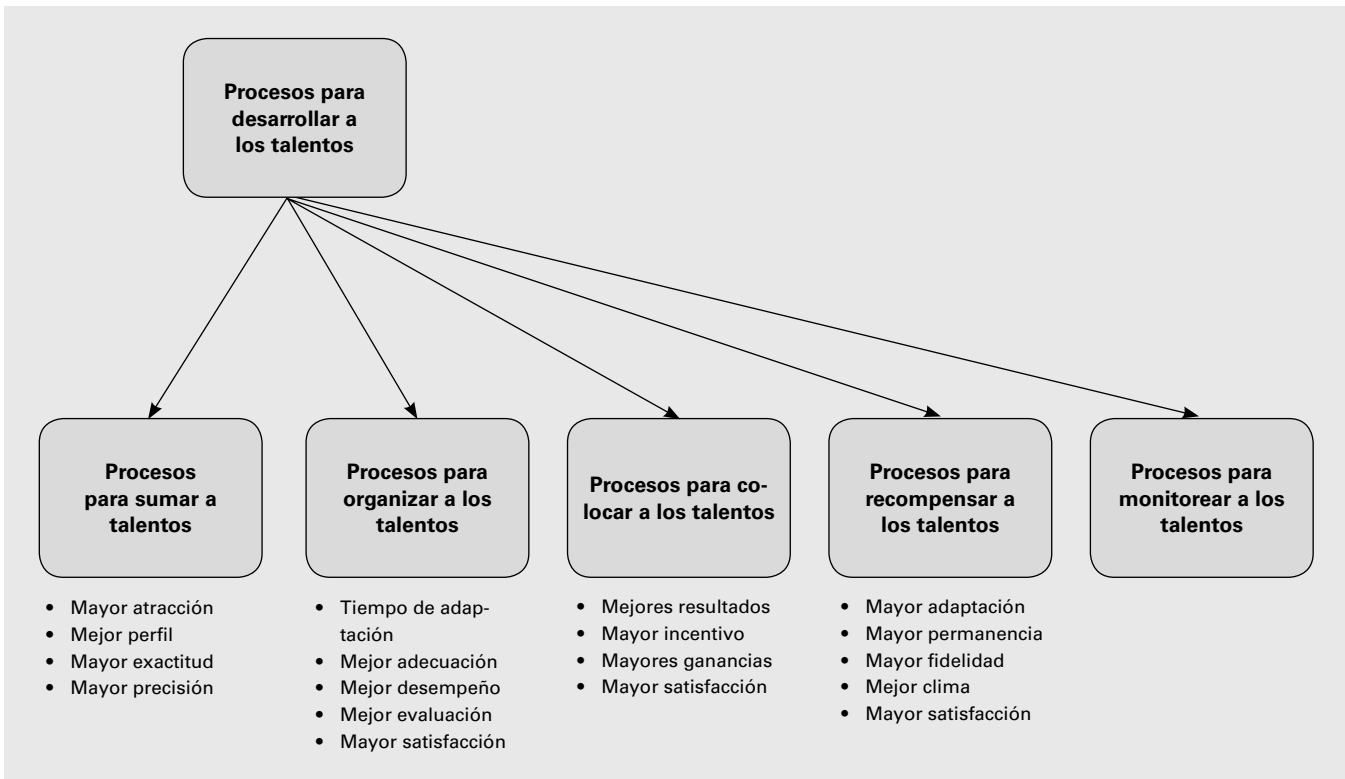 Procesos para
desarrollar a
los talentos
Procesos
para sumar a
talentos
Procesos para
organizar a los
talentos
Procesos para co-
locar a los talentos
Procesos para
recompensar a
los talentos
Procesos para
monitorear a los
talentos
• Mayor atracción
• Mejor perfil
• Mayor exactitud
• Mayor precisión
• Tiempo de adap-
tación
• Mejor adecuación
• Mejor desempeño
• Mejor evaluación
• Mayor satisfacción
• Mejores resultados
• Mayor incentivo
• Mayores ganancias
• Mayor satisfacción
• Mayor adaptación
• Mayor permanencia
• Mayor fidelidad
• Mejor clima
• Mayor satisfacción